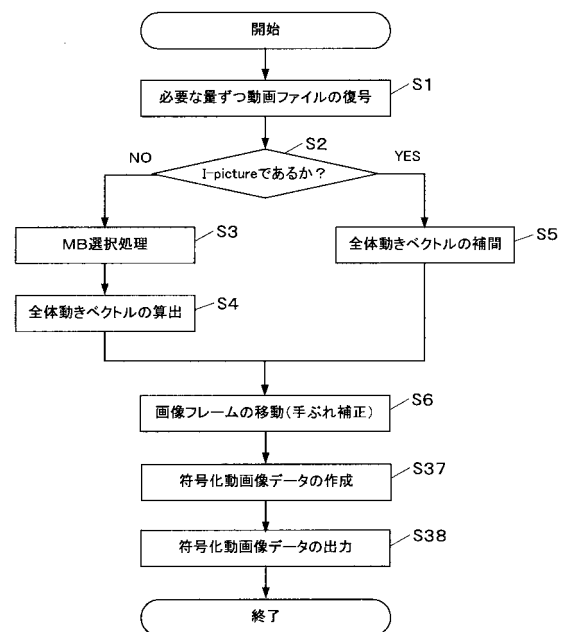 開始
必要な量ずつ動画ファイルの復号
S1
S2
NO
YES
I-pictureであるか?
MB選択処理
S3
全体動きベクトルの補間
S5
全体動きベクトルの算出
S4
画像フレームの移動(手ぶれ補正)
S6
符号化動画像データの作成
S37
符号化動画像データの出力
S38
終了